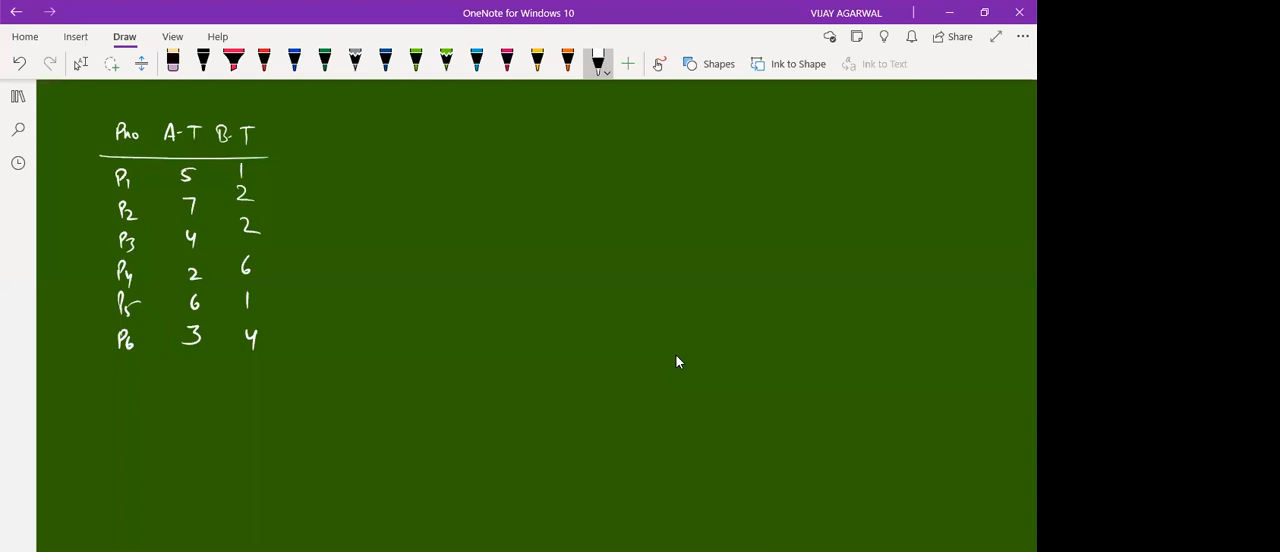 OneNote for Windows 10
VIJAY AGARWAL
Home Insert Draw View Help
Share
Shapes Ink to Shape Ink to Text
Pno A-T B-T
P1 5 1
P2 7 2
P3 4 2
P4 2 6
P5 6 1
P6 3 4